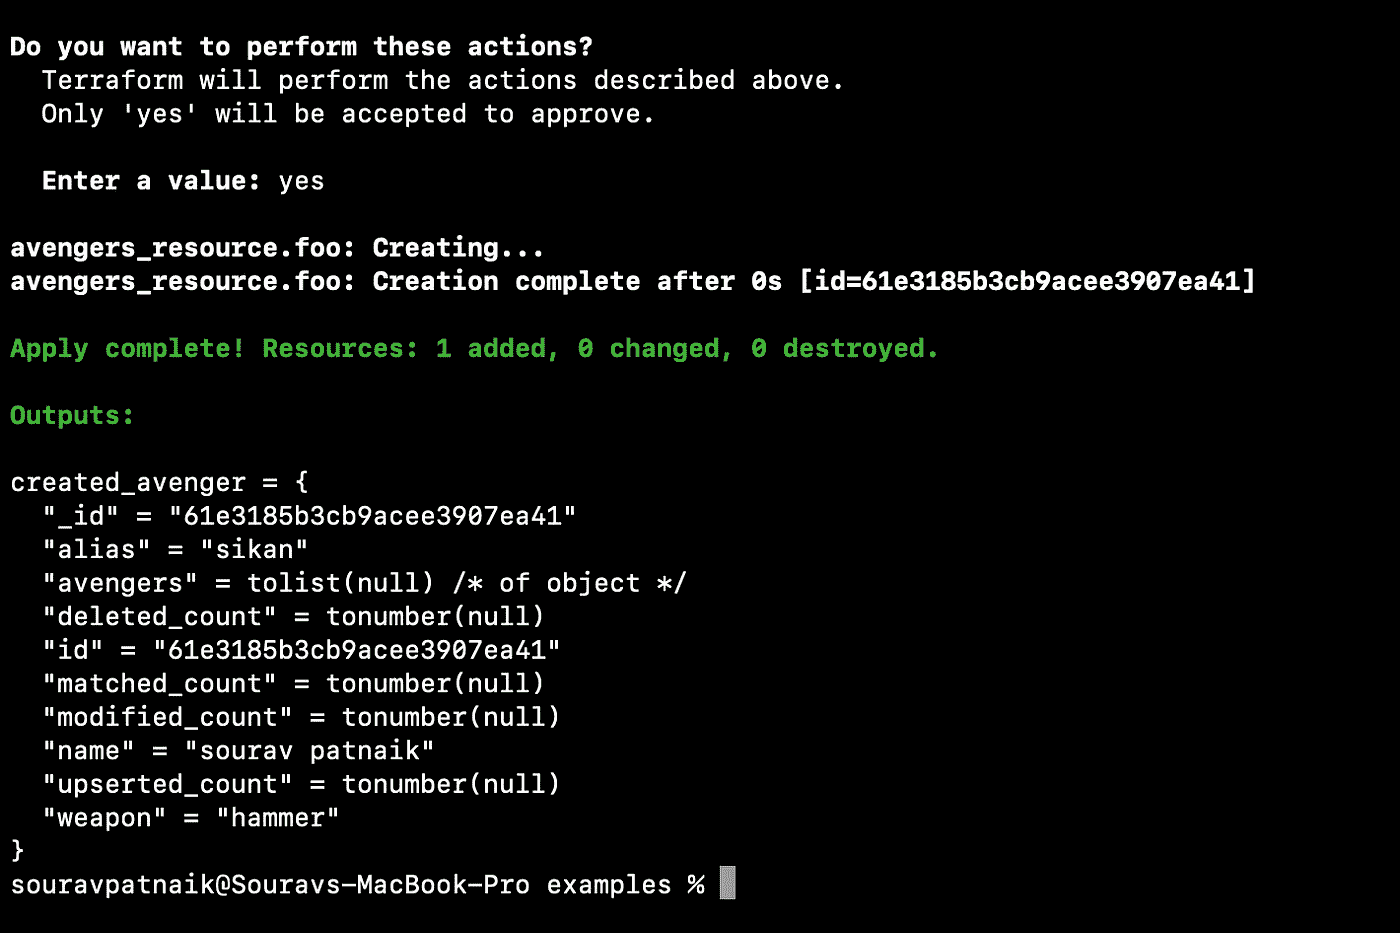 Do you want to perform these actions?
  Terraform will perform the actions described above.
  Only 'yes' will be accepted to approve.

  Enter a value: yes

avengers_resource.foo: Creating...
avengers_resource.foo: Creation complete after 0s [id=61e3185b3cb9acee3907ea41]

Apply complete! Resources: 1 added, 0 changed, 0 destroyed.

Outputs:

created_avenger = {
  "_id" = "61e3185b3cb9acee3907ea41"
  "alias" = "sikan"
  "avengers" = tolist(null) /* of object */
  "deleted_count" = tonumber(null)
  "id" = "61e3185b3cb9acee3907ea41"
  "matched_count" = tonumber(null)
  "modified_count" = tonumber(null)
  "name" = "sourav patnaik"
  "upserted_count" = tonumber(null)
  "weapon" = "hammer"
}
souravpatnaik@Souravs-MacBook-Pro examples %